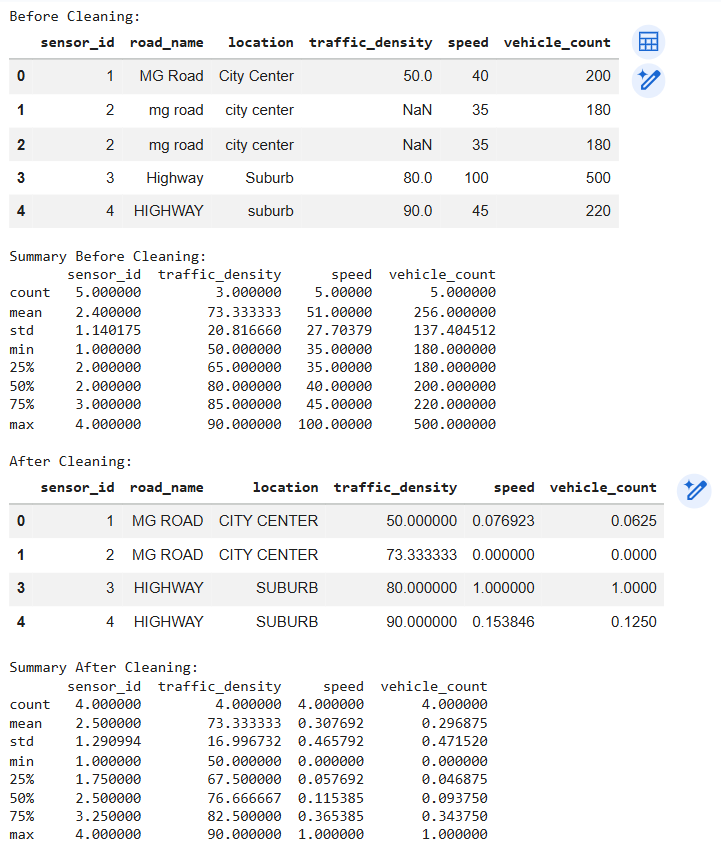 Before Cleaning:
sensor_id road_name location traffic_density speed vehicle_count
0 1 MG Road City Center 50.0 40 200
1 2 mg road city center NaN 35 180
2 2 mg road city center NaN 35 180
3 3 Highway Suburb 80.0 100 500
4 4 HIGHWAY suburb 90.0 45 220
Summary Before Cleaning:
sensor_id traffic_density speed vehicle_count
count 5.000000 3.000000 5.00000 5.000000
mean 2.400000 73.333333 51.00000 256.000000
std 1.140175 20.816660 27.70379 137.404512
min 1.000000 50.000000 35.00000 180.000000
25% 2.000000 65.000000 35.00000 180.000000
50% 2.000000 80.000000 40.00000 200.000000
75% 3.000000 85.000000 45.00000 220.000000
max 4.000000 90.000000 100.00000 500.000000
After Cleaning:
sensor_id road_name location traffic_density speed vehicle_count
0 1 MG ROAD CITY CENTER 50.000000 0.076923 0.0625
1 2 MG ROAD CITY CENTER 73.333333 0.000000 0.0000
3 3 HIGHWAY SUBURB 80.000000 1.000000 1.0000
4 4 HIGHWAY SUBURB 90.000000 0.153846 0.1250
Summary After Cleaning:
sensor_id traffic_density speed vehicle_count
count 4.000000 4.000000 4.000000 4.000000
mean 2.500000 73.333333 0.307692 0.296875
std 1.290994 16.996732 0.465792 0.471520
min 1.000000 50.000000 0.000000 0.000000
25% 1.750000 67.500000 0.057692 0.046875
50% 2.500000 76.666667 0.115385 0.093750
75% 3.250000 82.500000 0.365385 0.343750
max 4.000000 90.000000 1.000000 1.000000